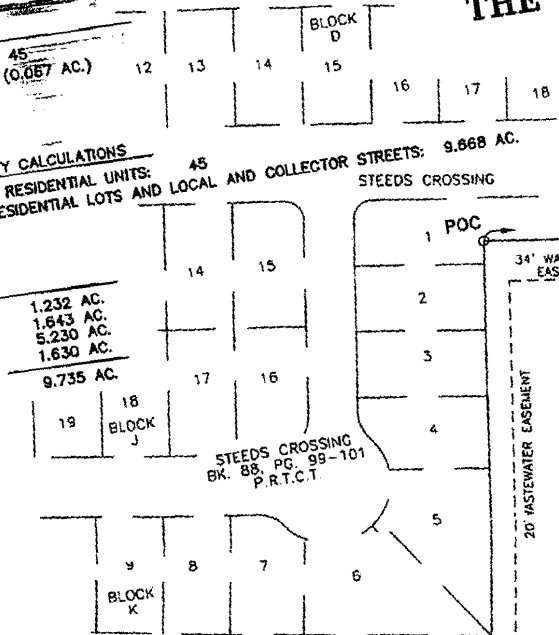 THE
BLOCK
D
45
(0.067 AC.)
12
13
14
15
16
17
18
Y CALCULATIONS
RESIDENTIAL UNITS: 45
ESIDENTIAL LOTS AND LOCAL AND COLLECTOR STREETS: 9.668 AC.
STEEDS CROSSING
1
POC
34' WA
EAS
14
15
2
1.232 AC.
1.643 AC.
5.230 AC.
1.630 AC.
9.735 AC.
3
17
16
18
19
BLOCK
J
4
STEEDS CROSSING
BK. 88, PG. 99-101
P.R.T.C.T
20' WASTEWATER EASEMENT
5
9
8
7
6
BLOCK
K